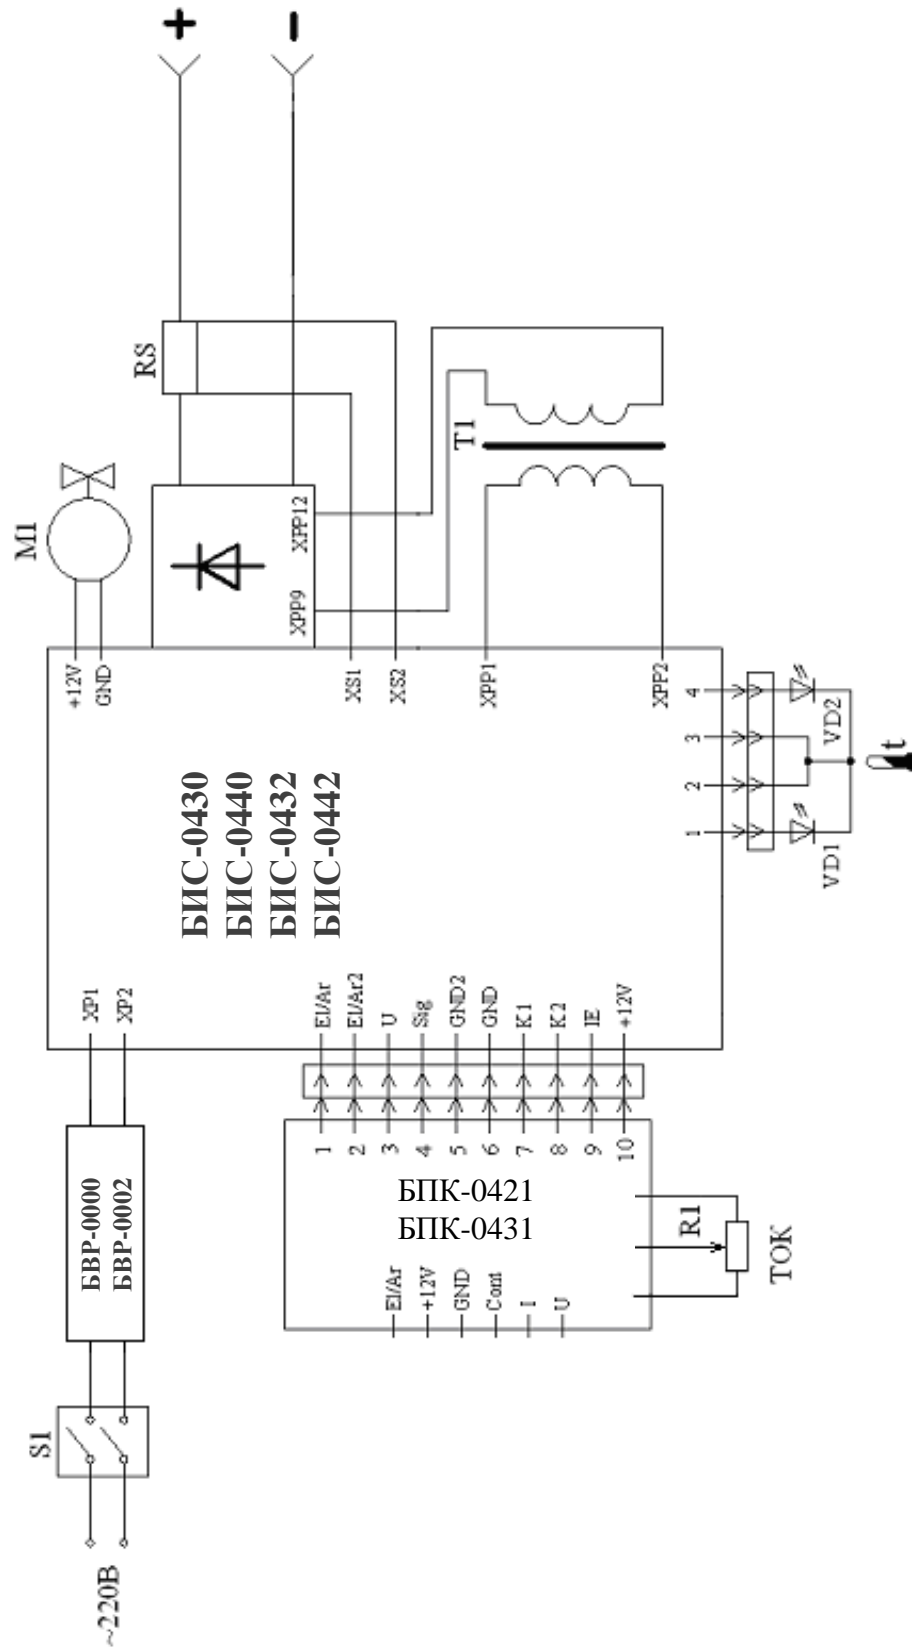 ~220В
S1
БВР-0000
БВР-0002
XP1
XP2
+12V
GND
M1
RS
+
-
БИС-0430
БИС-0440
БИС-0432
БИС-0442
XPP9
XPP12
XS1
XS2
XPP1
XPP2
T1
El/Ar
+12V
GND
Cont
I
U
БПК-0421
БПК-0431
1
2
3
4
5
6
7
8
9
10
El/Ar
El/Ar2
U
Sig
GND2
GND
K1
K2
IE
+12V
R1
ТОК
1
2
3
4
VD1
VD2
t